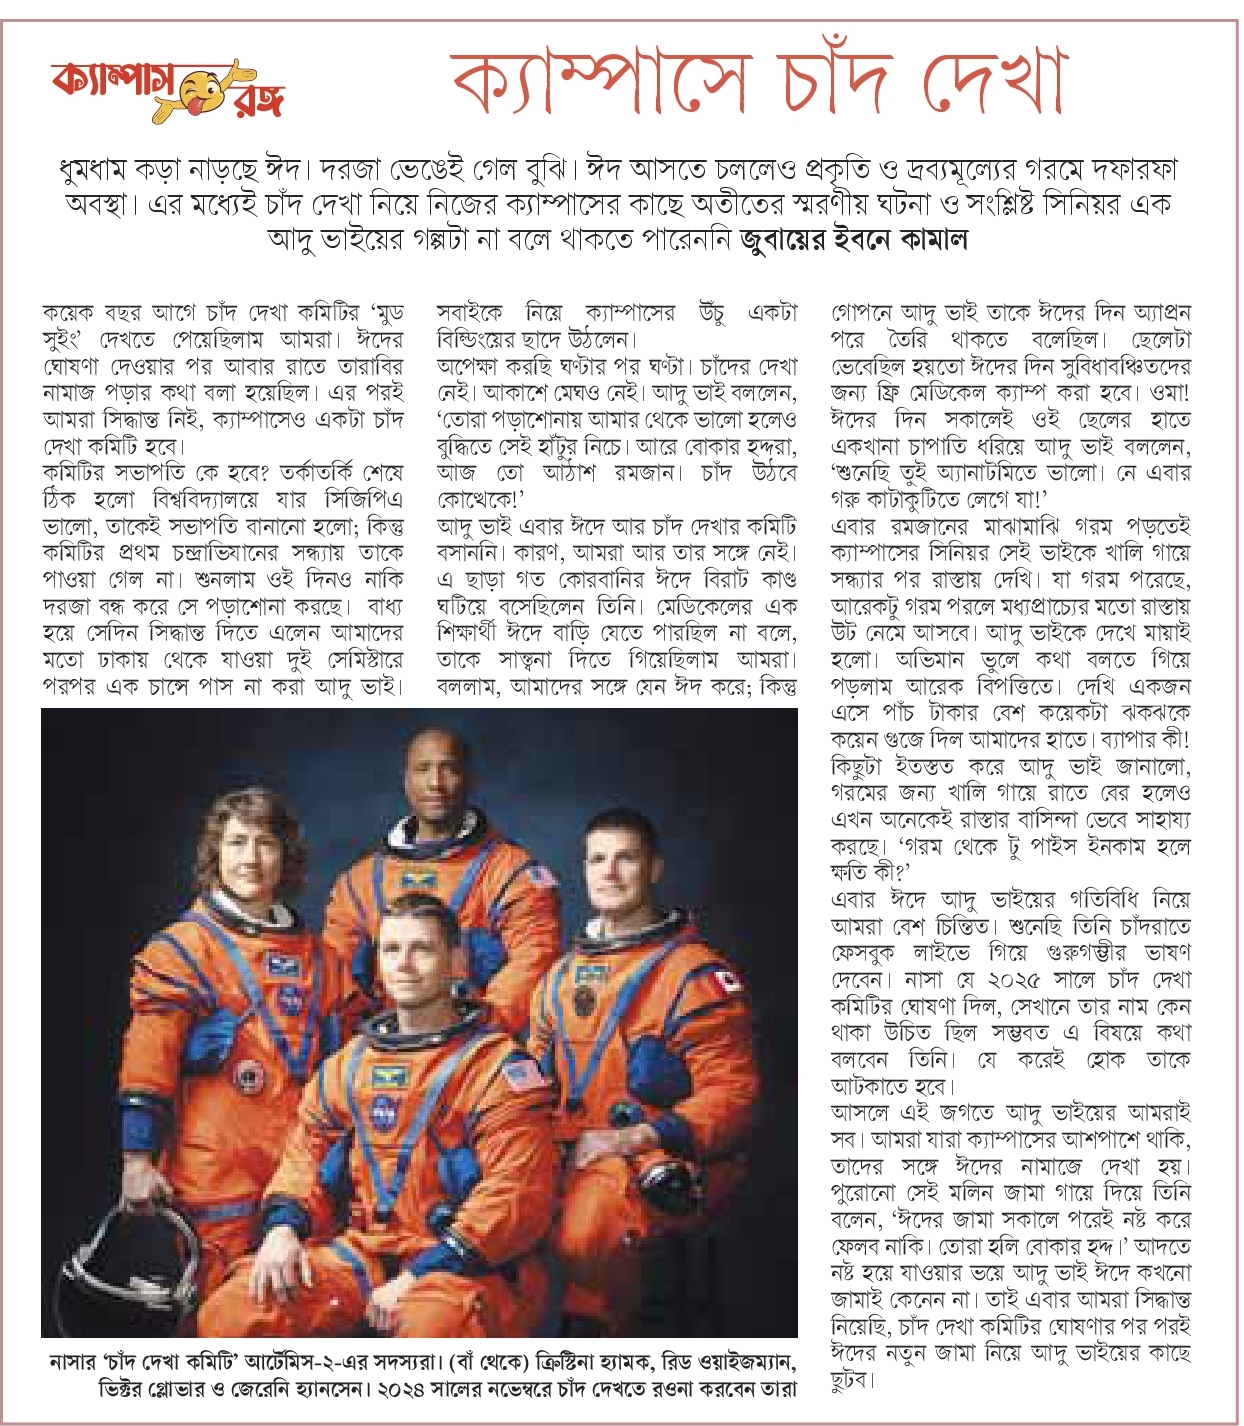 ক্যাম্পাস
রঙ্গ
ক্যাম্পাসে চাঁদ দেখা
ধুমধাম কড়া নাড়ছে ঈদ। দরজা ভেঙেই গেল বুঝি। ঈদ আসতে চললেও প্রকৃতি ও দ্রব্যমূল্যের গরমে দফারফা
অবস্থা। এর মধ্যেই চাঁদ দেখা নিয়ে নিজের ক্যাম্পাসের কাছে অতীতের স্মরণীয় ঘটনা ও সংশ্লিষ্ট সিনিয়র এক
আদু ভাইয়ের গল্পটা না বলে থাকতে পারেননি জুবায়ের ইবনে কামাল
কয়েক বছর আগে চাঁদ দেখা কমিটির ‘মুড
সুইং’ দেখতে পেয়েছিলাম আমরা। ঈদের
ঘোষণা দেওয়ার পর আবার রাতে তারাবির
নামাজ পড়ার কথা বলা হয়েছিল। এর পরই
আমরা সিদ্ধান্ত নিই, ক্যাম্পাসেও একটা চাঁদ
দেখা কমিটি হবে।
কমিটির সভাপতি কে হবে? তর্কাতর্কি শেষে
ঠিক হলো বিশ্ববিদ্যালয়ে যার সিজিপিএ
ভালো, তাকেই সভাপতি বানানো হলো; কিন্তু
কমিটির প্রথম চন্দ্রাভিযানের সন্ধ্যায় তাকে
পাওয়া গেল না। শুনলাম ওই দিনও নাকি
দরজা বন্ধ করে সে পড়াশোনা করছে। বাধ্য
হয়ে সেদিন সিদ্ধান্ত দিতে এলেন আমাদের
মতো ঢাকায় থেকে যাওয়া দুই সেমিস্টারে
পরপর এক চান্সে পাস না করা আদু ভাই।
সবাইকে নিয়ে ক্যাম্পাসের উঁচু একটা
বিল্ডিংয়ের ছাদে উঠলেন।
অপেক্ষা করছি ঘণ্টার পর ঘণ্টা। চাঁদের দেখা
নেই। আকাশে মেঘও নেই। আদু ভাই বললেন,
‘তোরা পড়াশোনায় আমার থেকে ভালো হলেও
বুদ্ধিতে সেই হাঁটুর নিচে। আরে বোকার হদ্দরা,
আজ তো আঠাশ রমজান। চাঁদ উঠবে
কোত্থেকে!’
আদু ভাই এবার ঈদে আর চাঁদ দেখার কমিটি
বসাননি। কারণ, আমরা আর তার সঙ্গে নেই।
এ ছাড়া গত কোরবানির ঈদে বিরাট কাণ্ড
ঘটিয়ে বসেছিলেন তিনি। মেডিকেলের এক
শিক্ষার্থী ঈদে বাড়ি যেতে পারছিল না বলে,
তাকে সান্ত্বনা দিতে গিয়েছিলাম আমরা।
বললাম, আমাদের সঙ্গে যেন ঈদ করে; কিন্তু
গোপনে আদু ভাই তাকে ঈদের দিন অ্যাপ্রন
পরে তৈরি থাকতে বলেছিল। ছেলেটা
ভেবেছিল হয়তো ঈদের দিন সুবিধাবঞ্চিতদের
জন্য ফ্রি মেডিকেল ক্যাম্প করা হবে। ওমা!
ঈদের দিন সকালেই ওই ছেলের হাতে
একখানা চাপাতি ধরিয়ে আদু ভাই বললেন,
‘শুনেছি তুই অ্যানাটমিতে ভালো। নে এবার
গরু কাটাকুটিতে লেগে যা!’
এবার রমজানের মাঝামাঝি গরম পড়তেই
ক্যাম্পাসের সিনিয়র সেই ভাইকে খালি গায়ে
সন্ধ্যার পর রাস্তায় দেখি। যা গরম পরেছে,
আরেকটু গরম পরলে মধ্যপ্রাচ্যের মতো রাস্তায়
উট নেমে আসবে। আদু ভাইকে দেখে মায়াই
হলো। অভিমান ভুলে কথা বলতে গিয়ে
পড়লাম আরেক বিপত্তিতে। দেখি একজন
এসে পাঁচ টাকার বেশ কয়েকটা ঝকঝকে
কয়েন গুজে দিল আমাদের হাতে। ব্যাপার কী!
কিছুটা ইতস্তত করে আদু ভাই জানালো,
গরমের জন্য খালি গায়ে রাতে বের হলেও
এখন অনেকেই রাস্তার বাসিন্দা ভেবে সাহায্য
করছে। ‘গরম থেকে টু পাইস ইনকাম হলে
ক্ষতি কী?’
এবার ঈদে আদু ভাইয়ের গতিবিধি নিয়ে
আমরা বেশ চিন্তিত। শুনেছি তিনি চাঁদরাতে
ফেসবুক লাইভে গিয়ে গুরুগম্ভীর ভাষণ
দেবেন। নাসা যে ২০২৫ সালে চাঁদ দেখা
কমিটির ঘোষণা দিল, সেখানে তার নাম কেন
থাকা উচিত ছিল সম্ভবত এ বিষয়ে কথা
বলবেন তিনি। যে করেই হোক তাকে
আটকাতে হবে।
আসলে এই জগতে আদু ভাইয়ের আমরাই
সব। আমরা যারা ক্যাম্পাসের আশপাশে থাকি,
তাদের সঙ্গে ঈদের নামাজে দেখা হয়।
পুরোনো সেই মলিন জামা গায়ে দিয়ে তিনি
বলেন, ‘ঈদের জামা সকালে পরেই নষ্ট করে
ফেলব নাকি। তোরা হলি বোকার হদ্দ।’ আদতে
নষ্ট হয়ে যাওয়ার ভয়ে আদু ভাই ঈদে কখনো
জামাই কেনেন না। তাই এবার আমরা সিদ্ধান্ত
নিয়েছি, চাঁদ দেখা কমিটির ঘোষণার পর পরই
ঈদের নতুন জামা নিয়ে আদু ভাইয়ের কাছে
ছুটব।
নাসার ‘চাঁদ দেখা কমিটি’ আর্টেমিস-২-এর সদস্যরা। (বাঁ থেকে) ক্রিস্টিনা হ্যামক, রিড ওয়াইজম্যান,
ভিক্টর গ্লোভার ও জেরেনি হ্যানসেন। ২০২৪ সালের নভেম্বরে চাঁদ দেখতে রওনা করবেন তারা